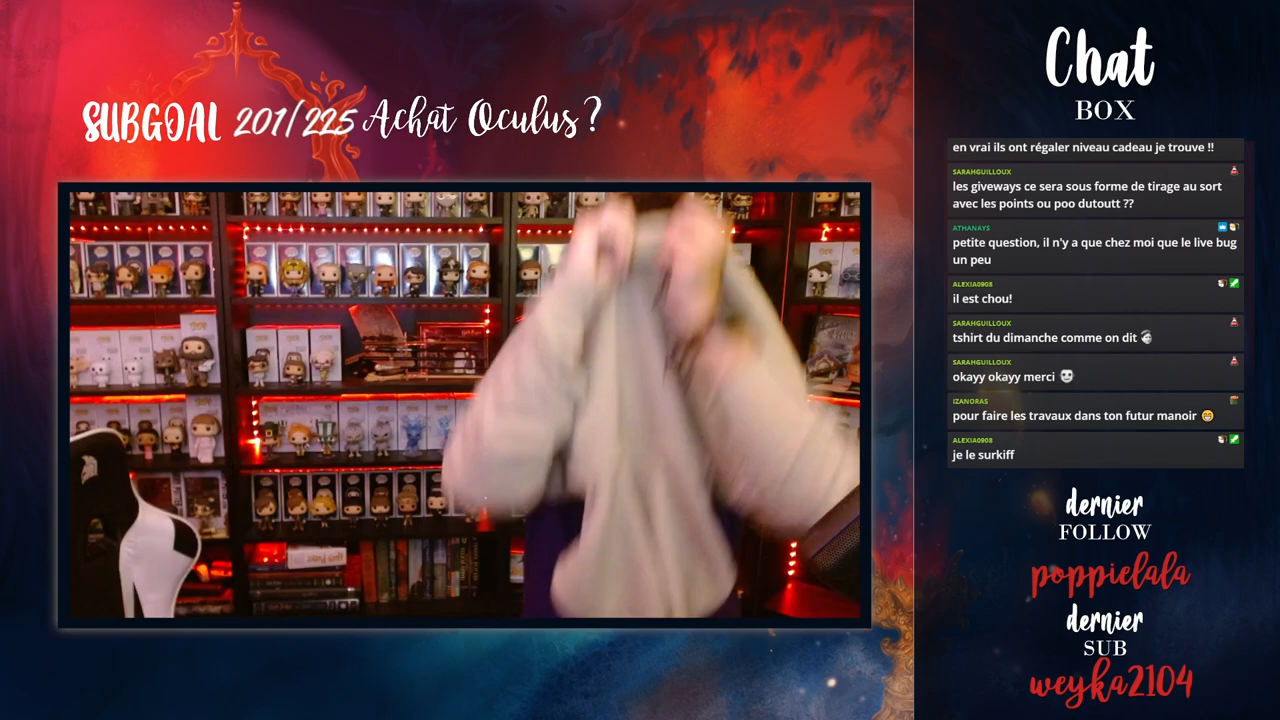 SUBGOAL 201/225 Achat Oculus?
Chat
BOX
en vrai ils ont régaler niveau cadeau je trouve !!
SARAHGUILLOUX
les giveways ce sera sous forme de tirage au sort
avec les points ou poo dutoutt ??
ATHANAYS
petite question, il n'y a que chez moi que le live bug
un peu
ALEXIA0908
il est chou!
SARAHGUILLOUX
tshirt du dimanche comme on dit
SARAHGUILLOUX
okayy okayy merci
IZANORAS
pour faire les travaux dans ton futur manoir
ALEXIA0908
je le surkiff
dernier
FOLLOW
poppielala
dernier
SUB
weyka2104
Harry Potter